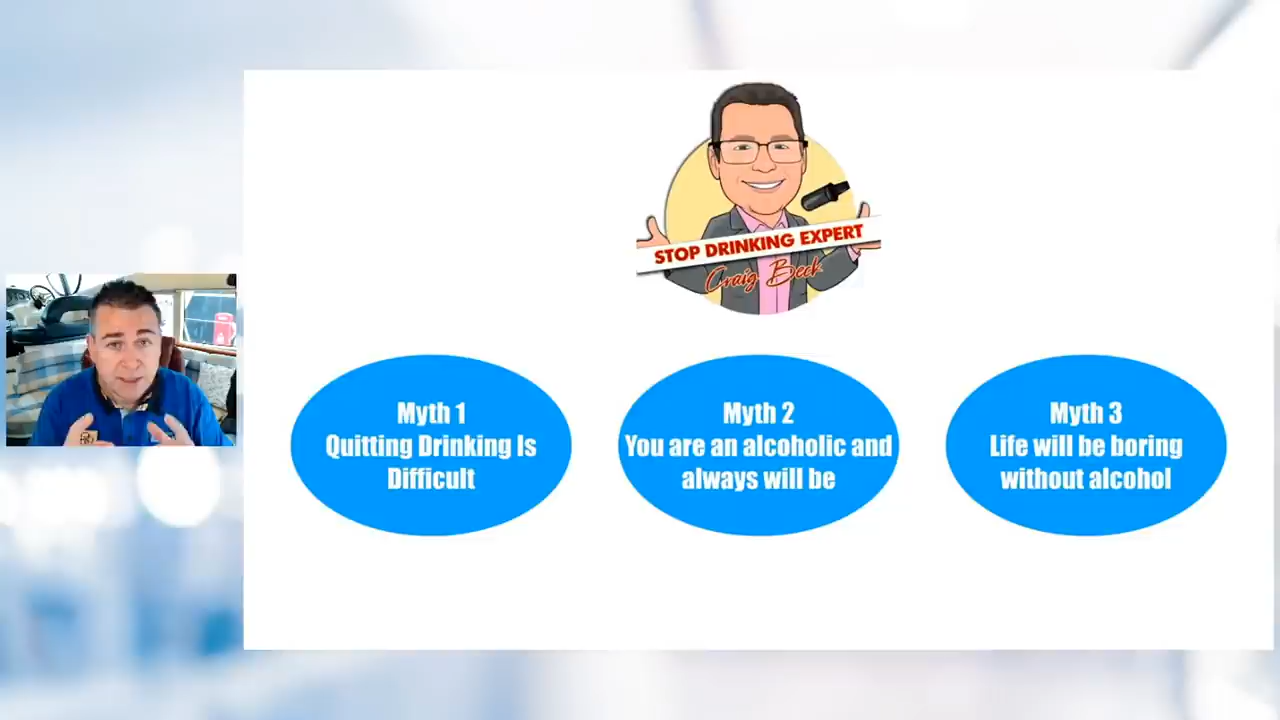 STOP DRINKING EXPERT
Craig Beck
Myth 1
Quitting Drinking Is
Difficult
Myth 2
You are an alcoholic and
always will be
Myth 3
Life will be boring
without alcohol